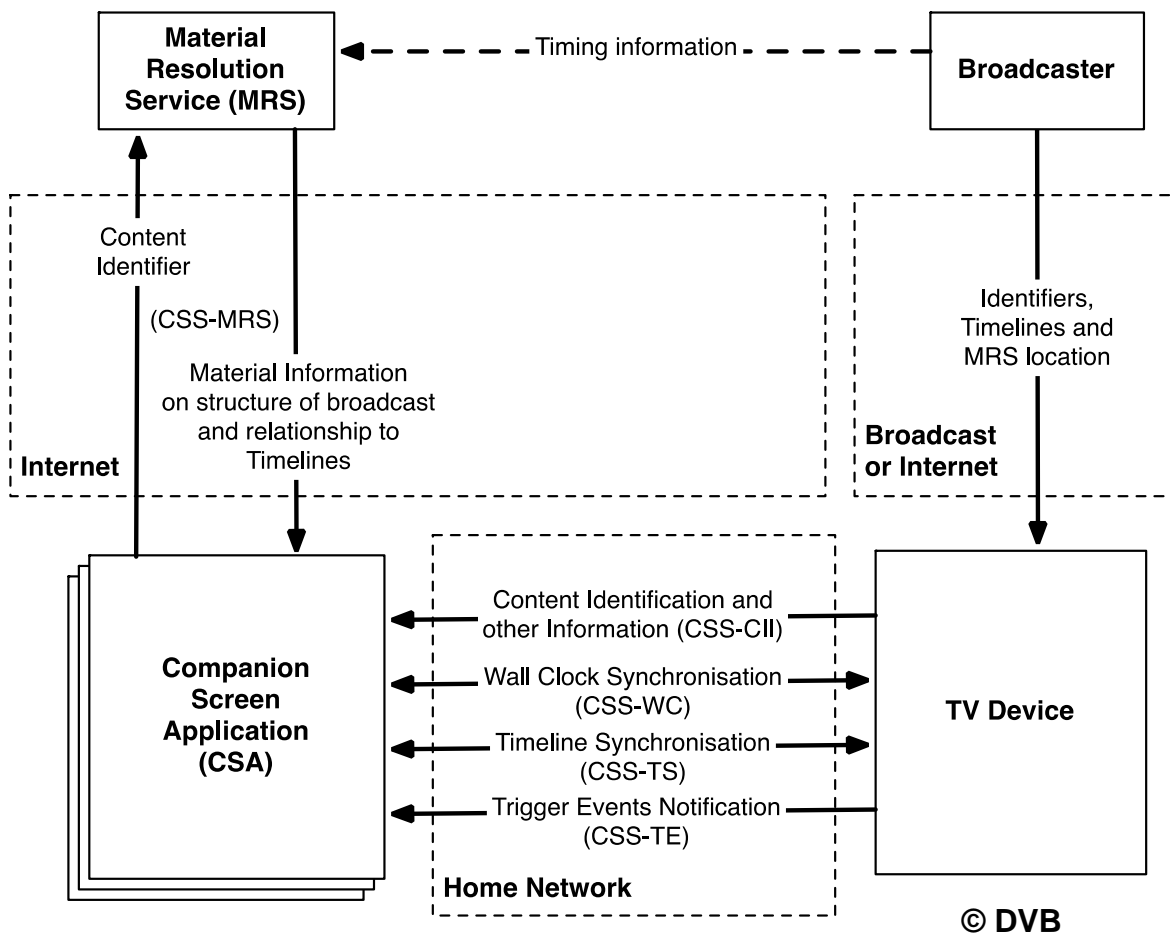 Material
Resolution
Service (MRS)
Timing information
Broadcaster
Content
Identifier
(CSS-MRS)
Material Information
on structure of broadcast
and relationship to
Timelines
Internet
Identifiers,
Timelines and
MRS location
Broadcast
or Internet
Companion
Screen
Application
(CSA)
Content Identification and
other Information (CSS-CII)
Wall Clock Synchronisation
(CSS-WC)
Timeline Synchronisation
(CSS-TS)
Trigger Events Notification
(CSS-TE)
Home Network
TV Device
© DVB